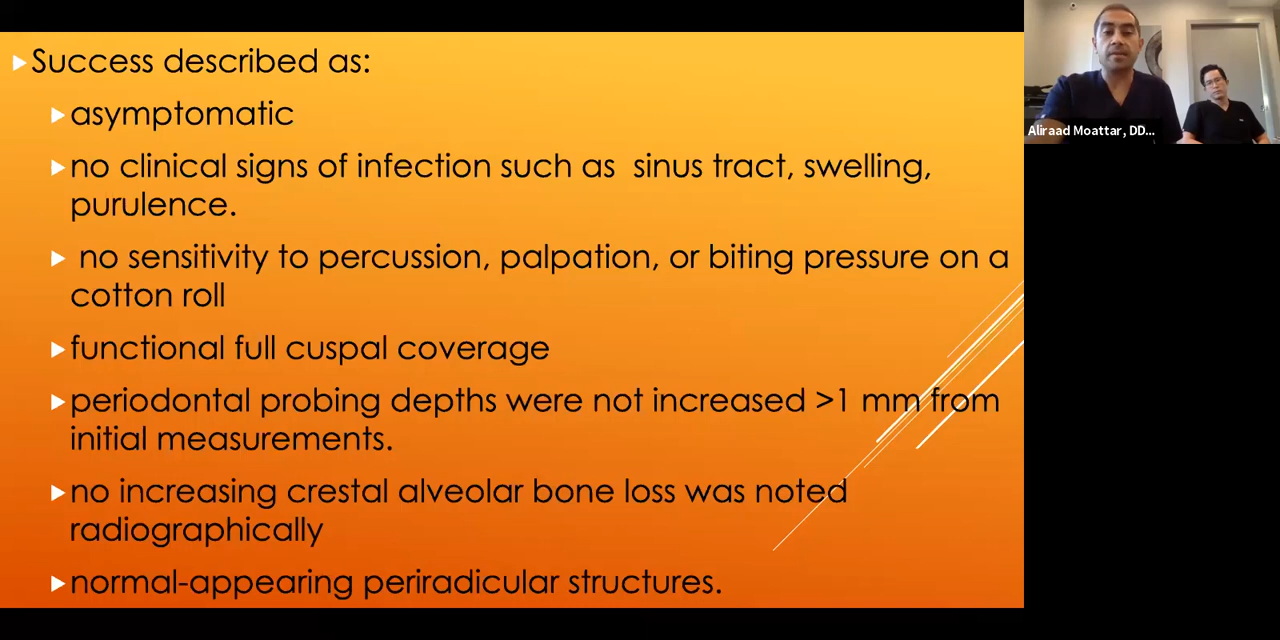 Success described as:
asymptomatic
no clinical signs of infection such as  sinus tract, swelling,
purulence.
no sensitivity to percussion, palpation, or biting pressure on a
cotton roll
functional full cuspal coverage
periodontal probing depths were not increased >1 mm from
initial measurements.
no increasing crestal alveolar bone loss was noted
radiographically
normal-appearing periradicular structures.
Aliraad Moattar, DD...